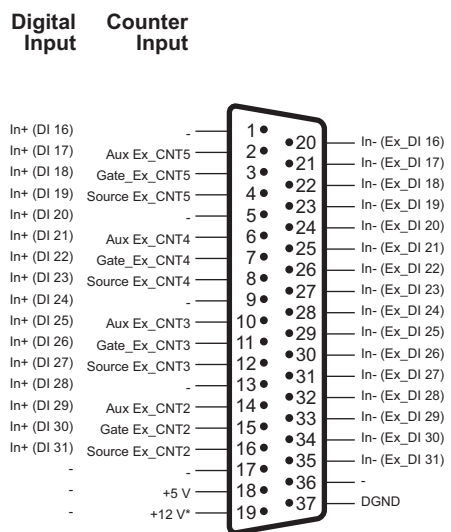 Digital Input Counter Input
In+ (DI 16) - 1 20 In- (Ex_DI 16)
In+ (DI 17) Aux Ex_CNT5 2 21 In- (Ex_DI 17)
In+ (DI 18) Gate_Ex_CNT5 3 22 In- (Ex_DI 18)
In+ (DI 19) Source Ex_CNT5 4 23 In- (Ex_DI 19)
In+ (DI 20) - 5 24 In- (Ex_DI 20)
In+ (DI 21) Aux Ex_CNT4 6 25 In- (Ex_DI 21)
In+ (DI 22) Gate_Ex_CNT4 7 26 In- (Ex_DI 22)
In+ (DI 23) Source Ex_CNT4 8 27 In- (Ex_DI 23)
In+ (DI 24) - 9 28 In- (Ex_DI 24)
In+ (DI 25) Aux Ex_CNT3 10 29 In- (Ex_DI 25)
In+ (DI 26) Gate_Ex_CNT3 11 30 In- (Ex_DI 26)
In+ (DI 27) Source Ex_CNT3 12 31 In- (Ex_DI 27)
In+ (DI 28) - 13 32 In- (Ex_DI 28)
In+ (DI 29) Aux Ex_CNT2 14 33 In- (Ex_DI 29)
In+ (DI 30) Gate Ex_CNT2 15 34 In- (Ex_DI 30)
In+ (DI 31) Source Ex_CNT2 16 35 In- (Ex_DI 31)
- - 17 36 -
- +5 V 18 37 DGND
- +12 V* 19